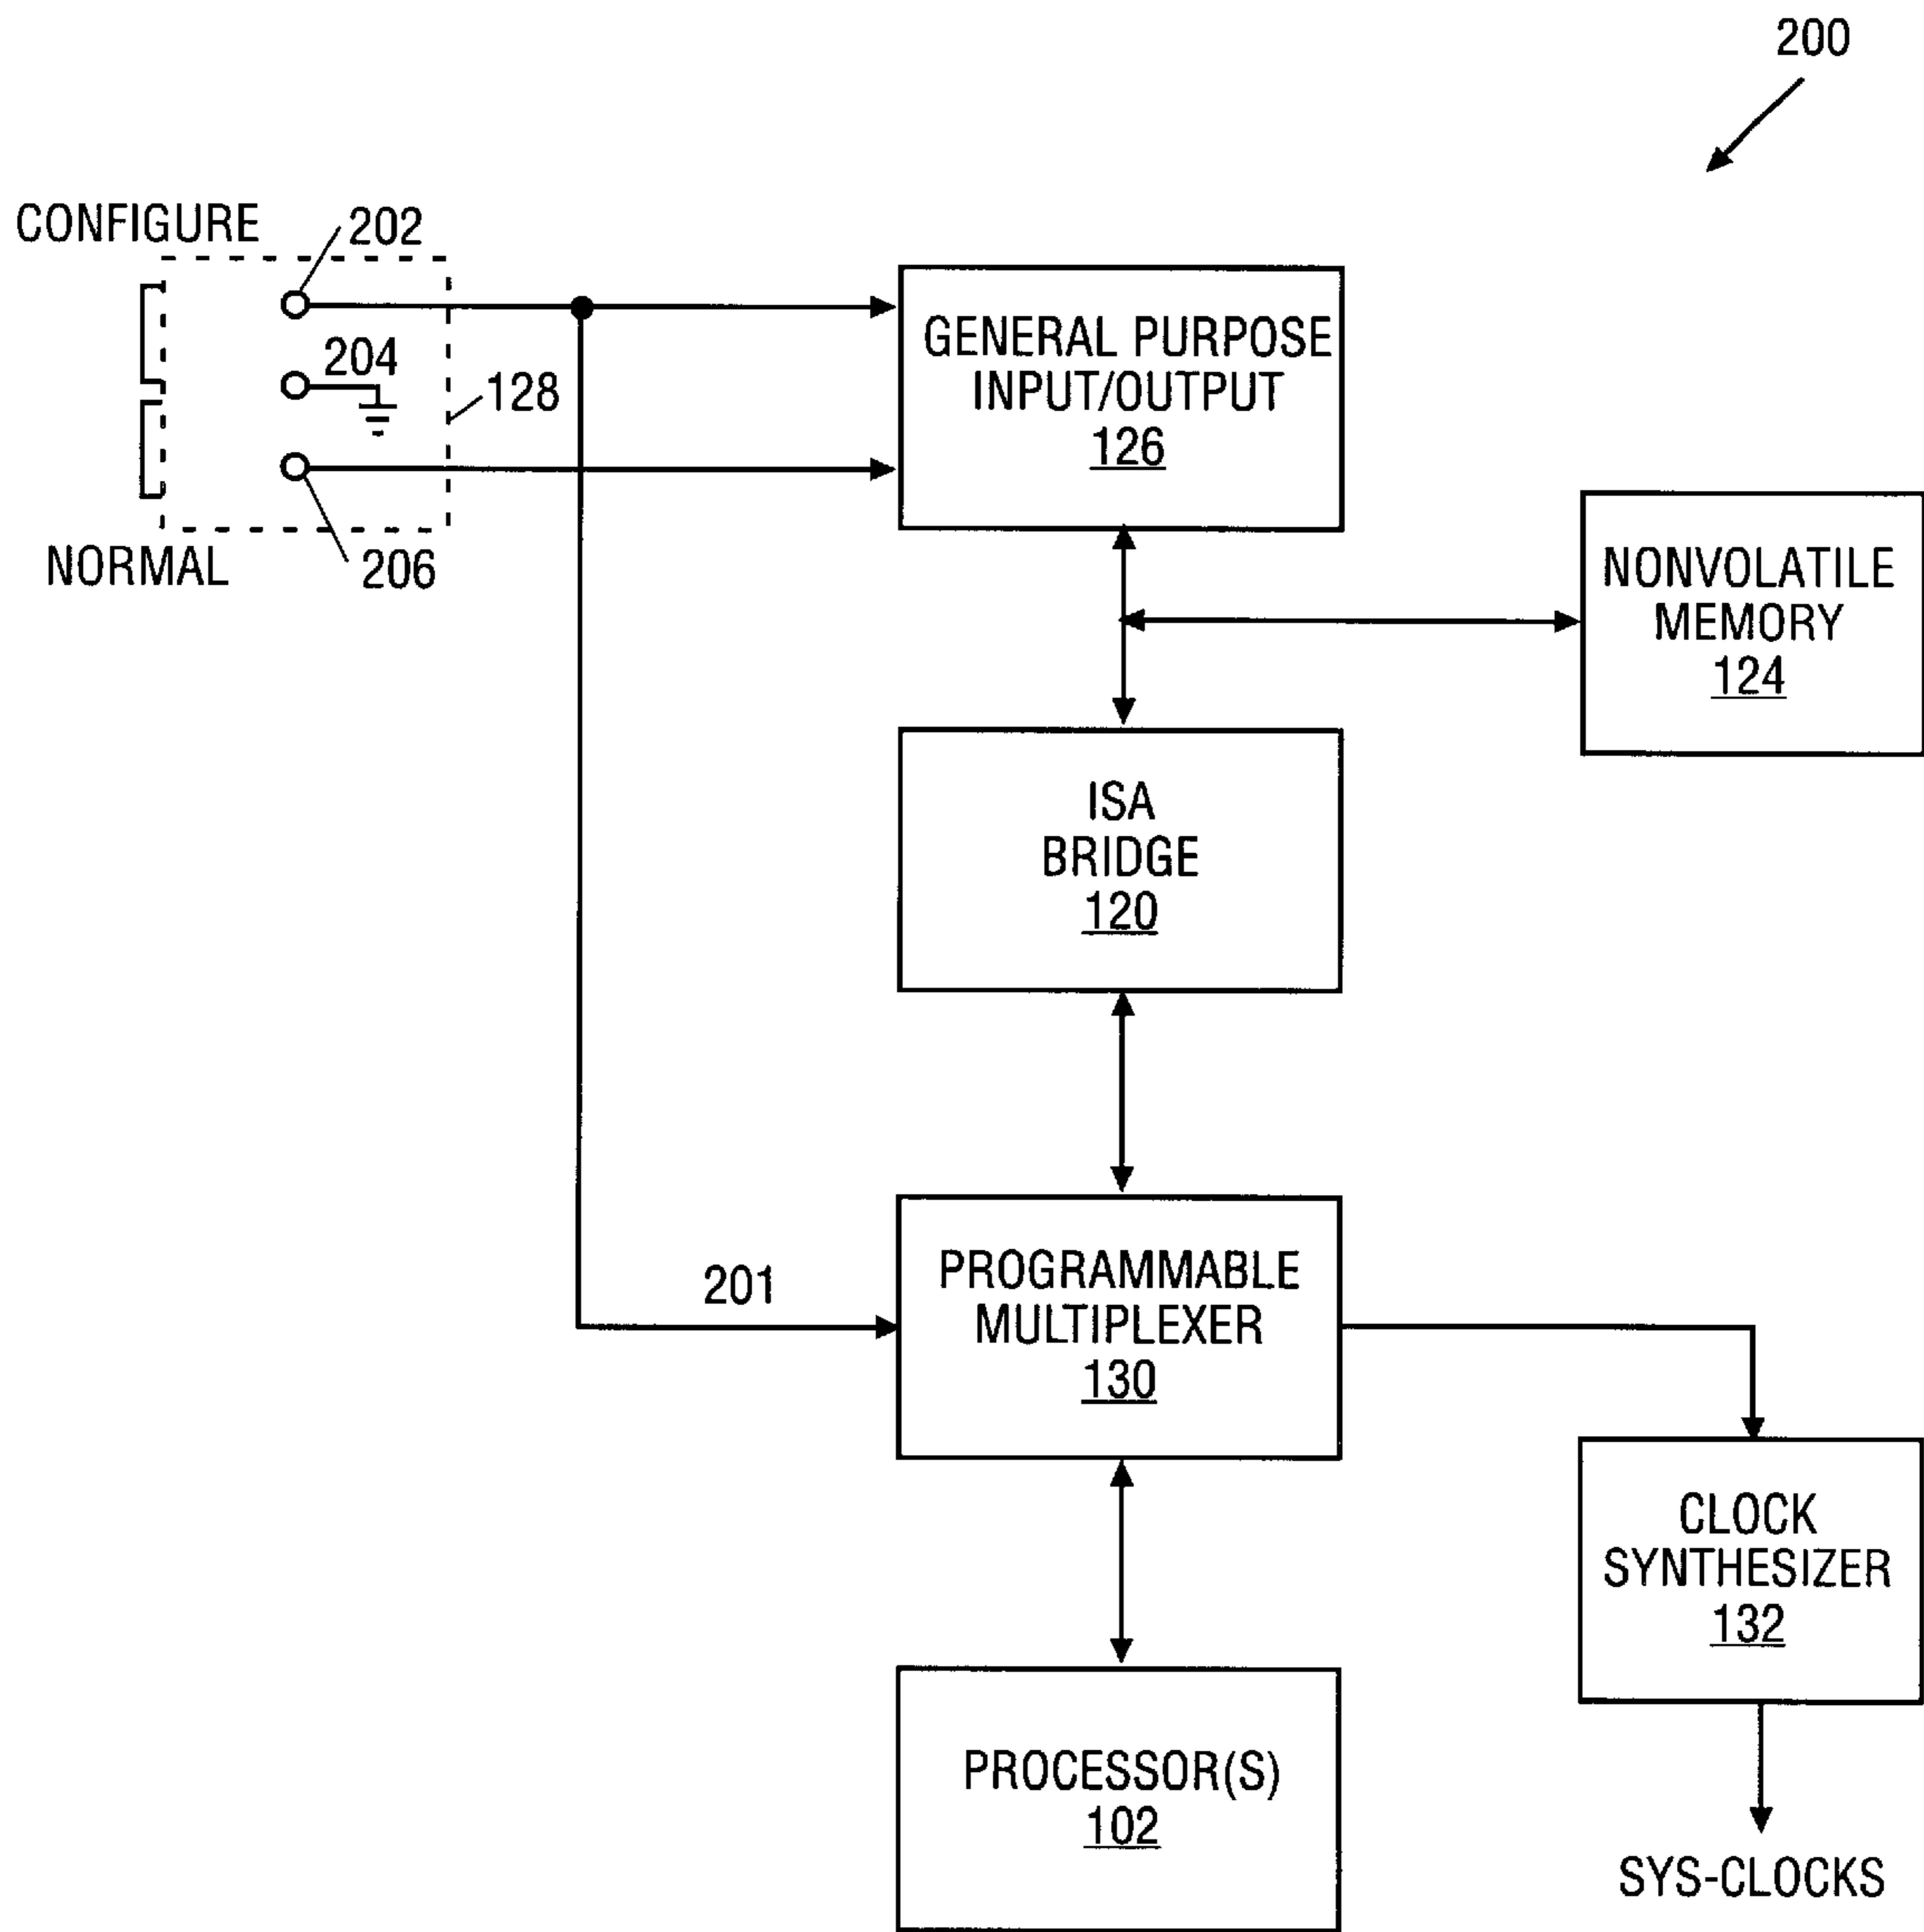 200
CONFIGURE
202
204
128
206
NORMAL
GENERAL PURPOSE
INPUT/OUTPUT
126
NONVOLATILE
MEMORY
124
ISA
BRIDGE
120
201
PROGRAMMABLE
MULTIPLEXER
130
CLOCK
SYNTHESIZER
132
PROCESSOR(S)
102
SYS-CLOCKS